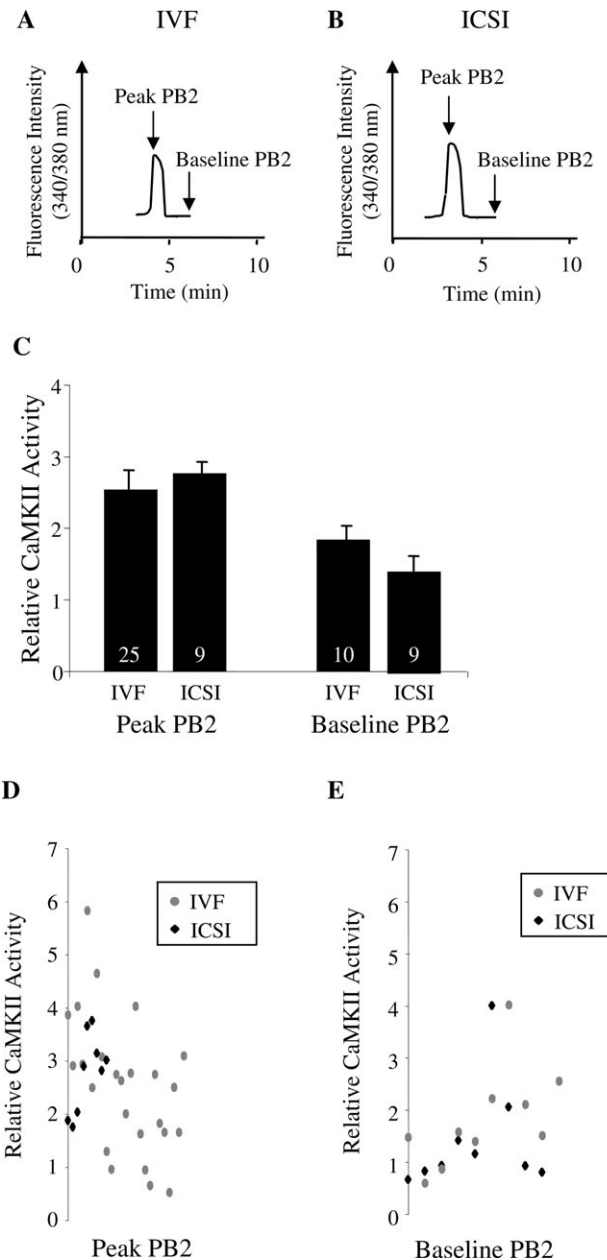 A IVF B ICSI
Peak PB2
Baseline PB2
Fluorescence Intensity
(340/380 nm)
0 5 10
Time (min)
Peak PB2
Baseline PB2
Fluorescence Intensity
(340/380 nm)
0 5 10
Time (min)
C
Relative CaMKII Activity
4
3
2
1
0
25 9 10 9
IVF ICSI IVF ICSI
Peak PB2 Baseline PB2
D
Relative CaMKII Activity
7
6
5
4
3
2
1
0
IVF
ICSI
Peak PB2
E
Relative CaMKII Activity
7
6
5
4
3
2
1
0
IVF
ICSI
Baseline PB2